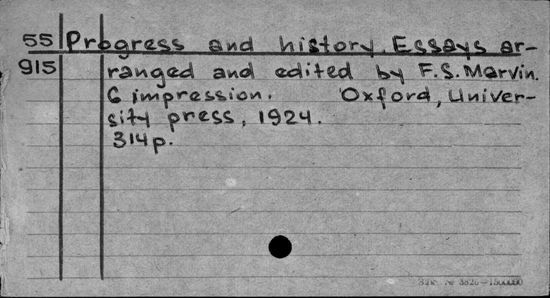 55 Progress and history. Essays ar-
915 ranged and edited by F.S. Marvin.
6 impression. Oxford, Univer-
sity press, 1924.
314 p.